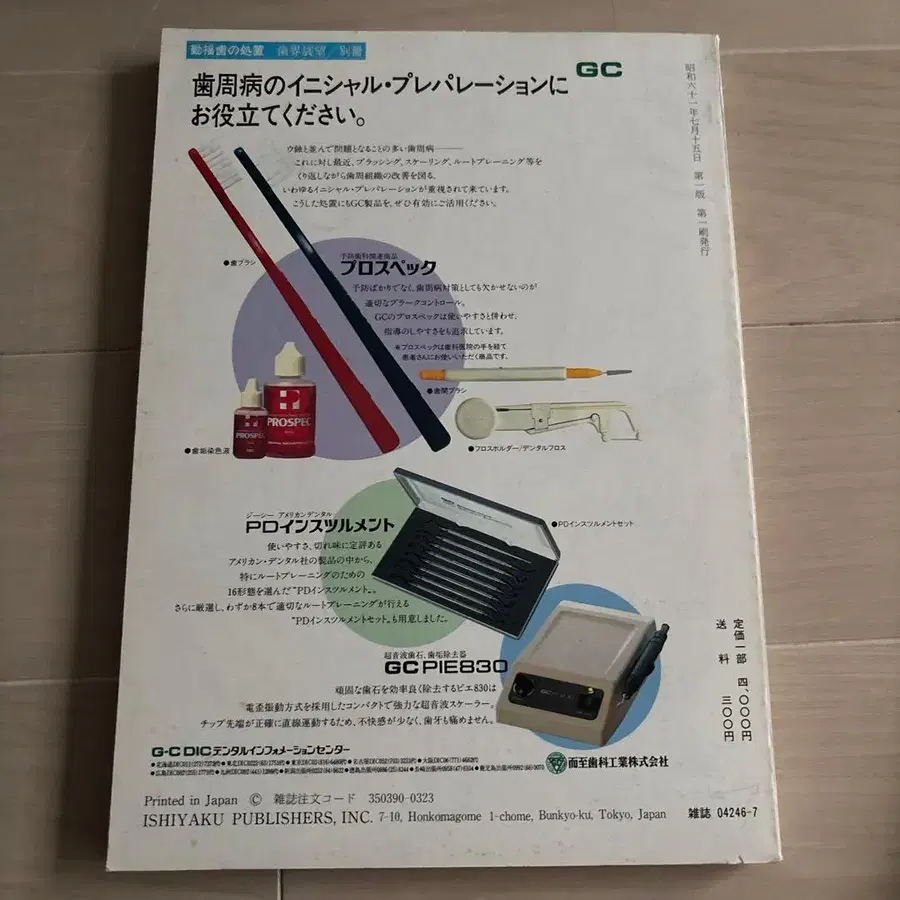 動揺歯の処置 歯界展望/別冊
GC
歯周病のイニシャル・プレパレーションに
お役立てください。
昭和六十一年七月十五日 第一版 第一刷発行
ウ蝕と並んで問題となることの多い歯周病――
これに対し最近、ブラッシング、スケーリング、ルートプレーニング等を
くり返しながら歯周組織の改善を図る、
いわゆるイニシャル・プレパレーションが重視されて来ています。
こうした処置にもGC製品を、ぜひ有効にご活用ください。
●歯ブラシ
予防歯科関連商品
プロスペック
予防ばかりでなく、歯周病対策としても欠かせないのが
適切なプラークコントロール。
GCのプロスペックは使いやすさと併わせ、
指導のしやすさをも追求しています。
※プロスペックは歯科医院の手を経て
患者さんにお使いいただく商品です。
●歯間ブラシ
PROSPEC
PROSPEC
●歯垢染色液
●フロスホルダー/デンタルフロス
ジーシー アメリカンデンタル
PDインスツルメント
●PDインスツルメントセット
使いやすさ、切れ味に定評ある
アメリカン・デンタル社の製品の中から、
特にルートプレーニングのための
16形態を選んだ“PDインスツルメント”。
さらに厳選し、わずか8本で適切なルートプレーニングが行える
“PDインスツルメントセット”も用意しました。
超音波歯石、歯垢除去器
GC PIE830
頑固な歯石を効率良く除去するピエ830は
電歪振動方式を採用したコンパクトで強力な超音波スケーラー。
チップ先端が正確に直線運動するため、不快感が少なく、歯牙も痛めません。
定価一部 四、〇〇〇円
送料 三〇〇円
G-C DICデンタルインフォメーションセンター
而至歯科工業株式会社
Printed in Japan © 雑誌注文コード 350390-0323
ISHIYAKU PUBLISHERS, INC. 7-10, Honkomagome 1-chome, Bunkyo-ku, Tokyo, Japan
雑誌 04246-7